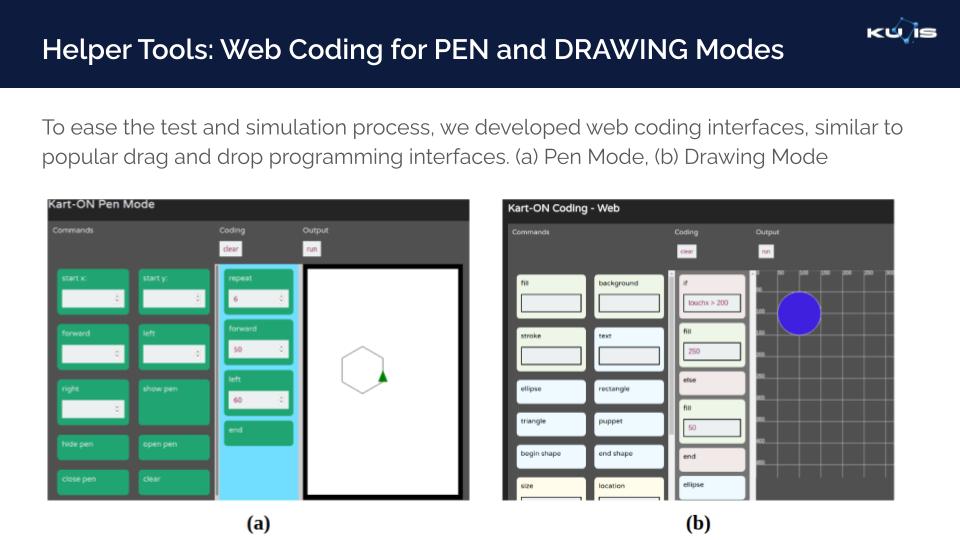 Helper Tools: Web Coding for PEN and DRAWING Modes
KUIS
To ease the test and simulation process, we developed web coding interfaces, similar to
popular drag and drop programming interfaces. (a) Pen Mode, (b) Drawing Mode
Kart-ON Pen Mode
Commands
Coding
Output
clear
run
start x:
start y:
forward
left
right
show pen
hide pen
open pen
close pen
clear
repeat
6
forward
50
left
60
end
(a)
Kart-ON Coding - Web
Commands
Coding
Output
clear
run
fill
background
stroke
text
ellipse
rectangle
triangle
puppet
begin shape
end shape
size
location
if
touchx > 200
fill
250
else
fill
50
end
ellipse
50 100 150 200 250
(b)